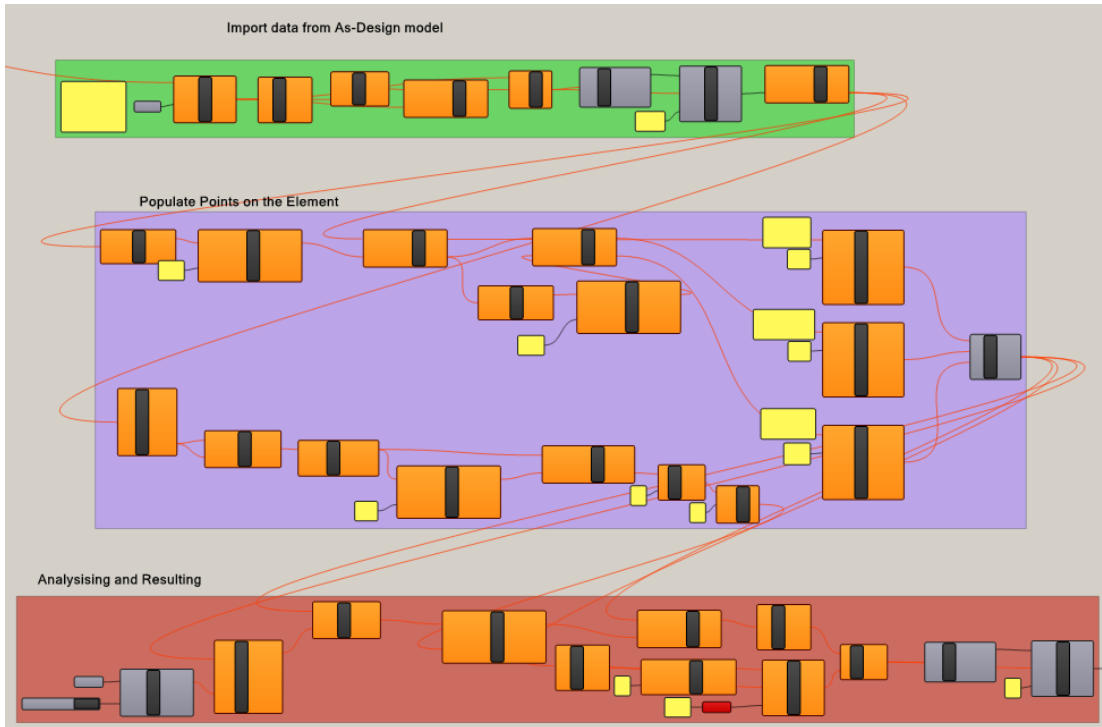 Import data from As-Design model
Populate Points on the Element
Analysising and Resulting